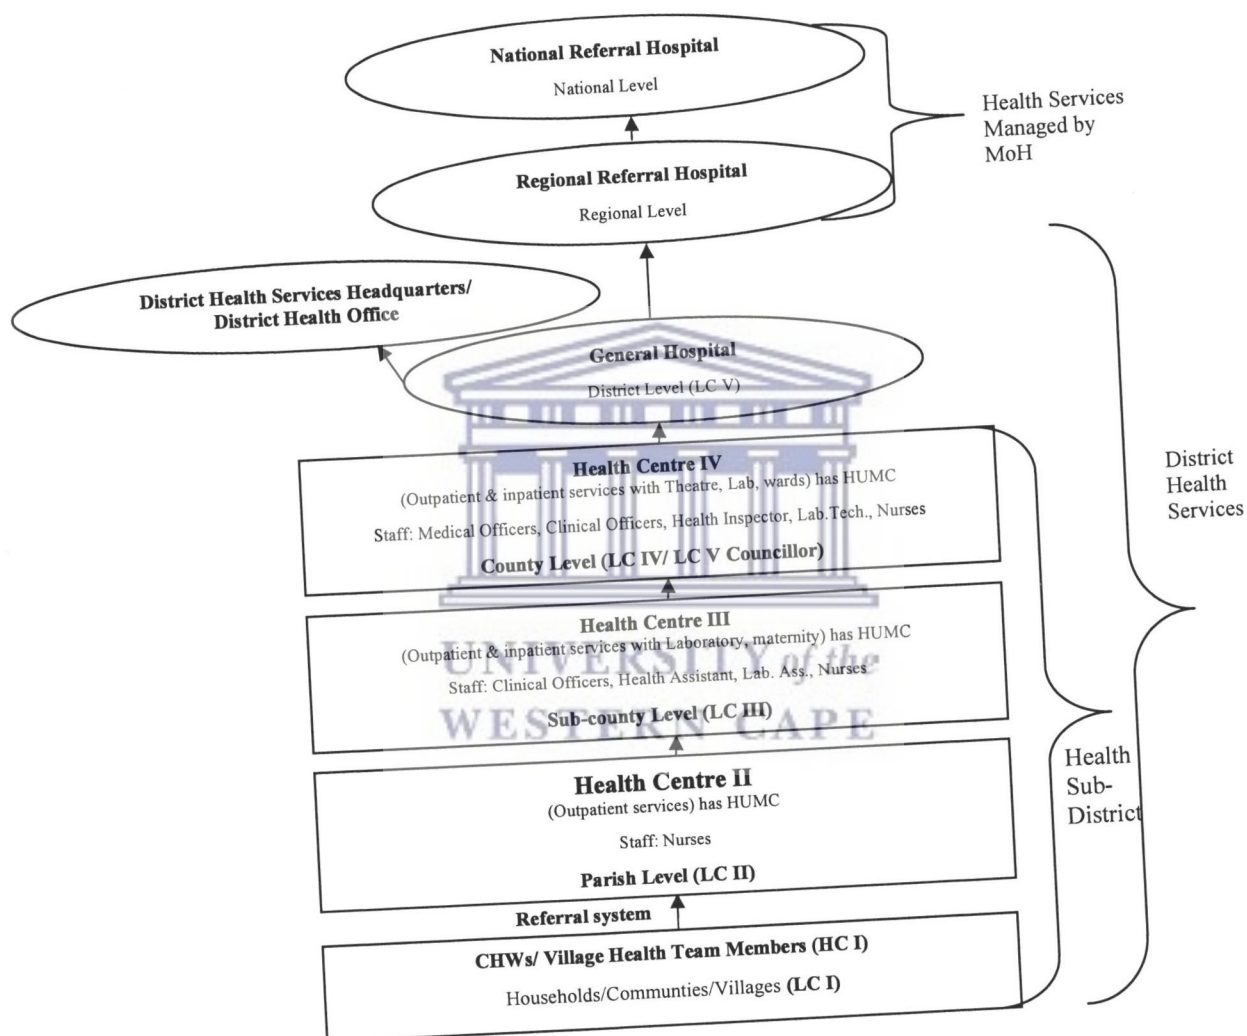 National Referral Hospital
National Level
Health Services
Managed by
MoH
Regional Referral Hospital
Regional Level
District Health Services Headquarters/
District Health Office
General Hospital
District Level (LC V)
Health Centre IV
(Outpatient & inpatient services with Theatre, Lab, wards) has HUMC
Staff: Medical Officers, Clinical Officers, Health Inspector, Lab.Tech., Nurses
County Level (LC IV/ LC V Councillor)
District
Health
Services
Health Centre III
(Outpatient & inpatient services with Laboratory, maternity) has HUMC
Staff: Clinical Officers, Health Assistant, Lab. Ass., Nurses
Sub-county Level (LC III)
UNIVERSITY of the
WESTERN CAPE
Health
Sub-
District
Health Centre II
(Outpatient services) has HUMC
Staff: Nurses
Parish Level (LC II)
Referral system
CHWs/ Village Health Team Members (HC I)
Households/Communties/Villages (LC I)